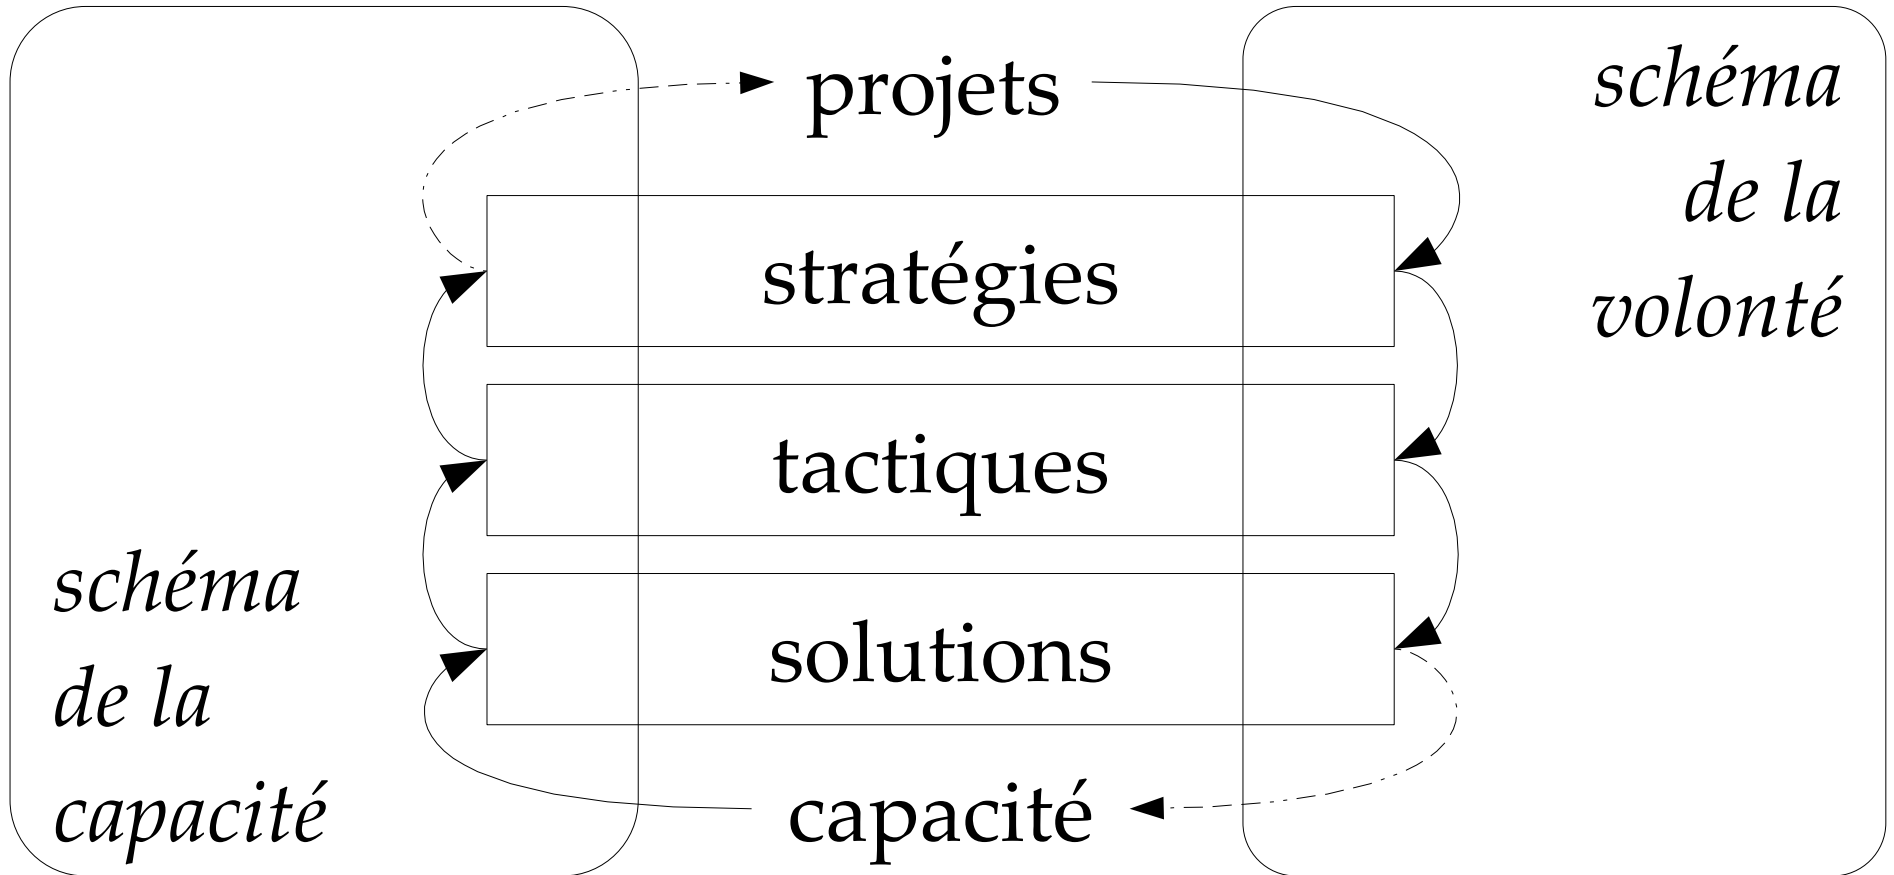 projets
schéma
de la
volonté
stratégies
tactiques
solutions
schéma
de la
capacité
capacité